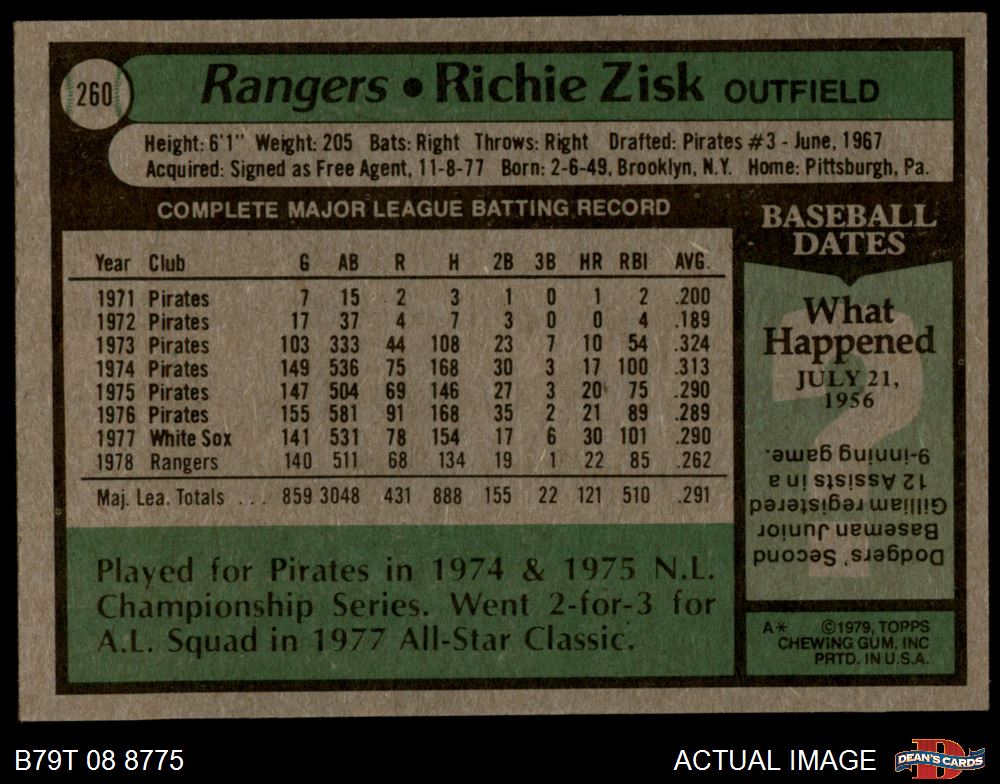 260
Rangers • Richie Zisk OUTFIELD
Height: 6'1" Weight: 205 Bats: Right Throws: Right Drafted: Pirates #3 - June, 1967
Acquired: Signed as Free Agent, 11-8-77 Born: 2-6-49, Brooklyn, N.Y. Home: Pittsburgh, Pa.
COMPLETE MAJOR LEAGUE BATTING RECORD
Year Club G AB R H 2B 3B HR RBI AVG.
1971 Pirates 7 15 2 3 1 0 1 2 .200
1972 Pirates 17 37 4 7 3 0 0 4 .189
1973 Pirates 103 333 44 108 23 7 10 54 .324
1974 Pirates 149 536 75 168 30 3 17 100 .313
1975 Pirates 147 504 69 146 27 3 20 75 .290
1976 Pirates 155 581 91 168 35 2 21 89 .289
1977 White Sox 141 531 78 154 17 6 30 101 .290
1978 Rangers 140 511 68 134 19 1 22 85 .262
Maj. Lea. Totals ... 859 3048 431 888 155 22 121 510 .291
Played for Pirates in 1974 & 1975 N.L.
Championship Series. Went 2-for-3 for
A.L. Squad in 1977 All-Star Classic.
BASEBALL
DATES
What
Happened
JULY 21,
1956
Dodgers' Second
Baseman Junior
Gilliam registered
12 Assists in a
9-inning game.
A* ©1979, TOPPS
CHEWING GUM, INC
PRTD. IN U.S.A.
B79T 08 8775
ACTUAL IMAGE
DEAN'S CARDS